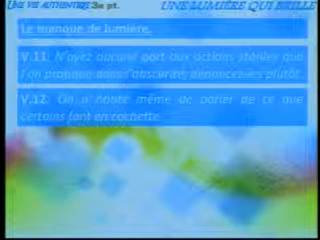 UNE VIE AUTHENTIQUE 3e pt. UNE LUMIÈRE QUI BRILLE
Le manque de lumière.
V.11: N'ayez aucune part aux actions stériles que
l'on pratique dans l'obscurité; dénoncez-les plutôt.
V.12: On a honte même de parler de ce que
certains font en cachette.